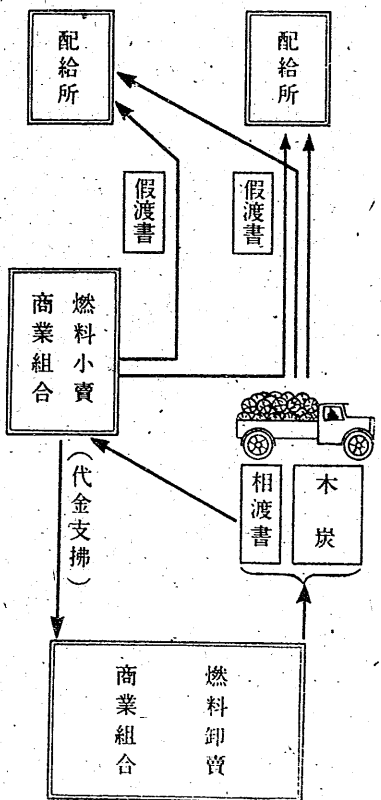 配給所
配給所
假渡書
假渡書
燃料小賣
商業組合
木炭
相渡書
(代金支拂)
燃料卸賣
商業組合